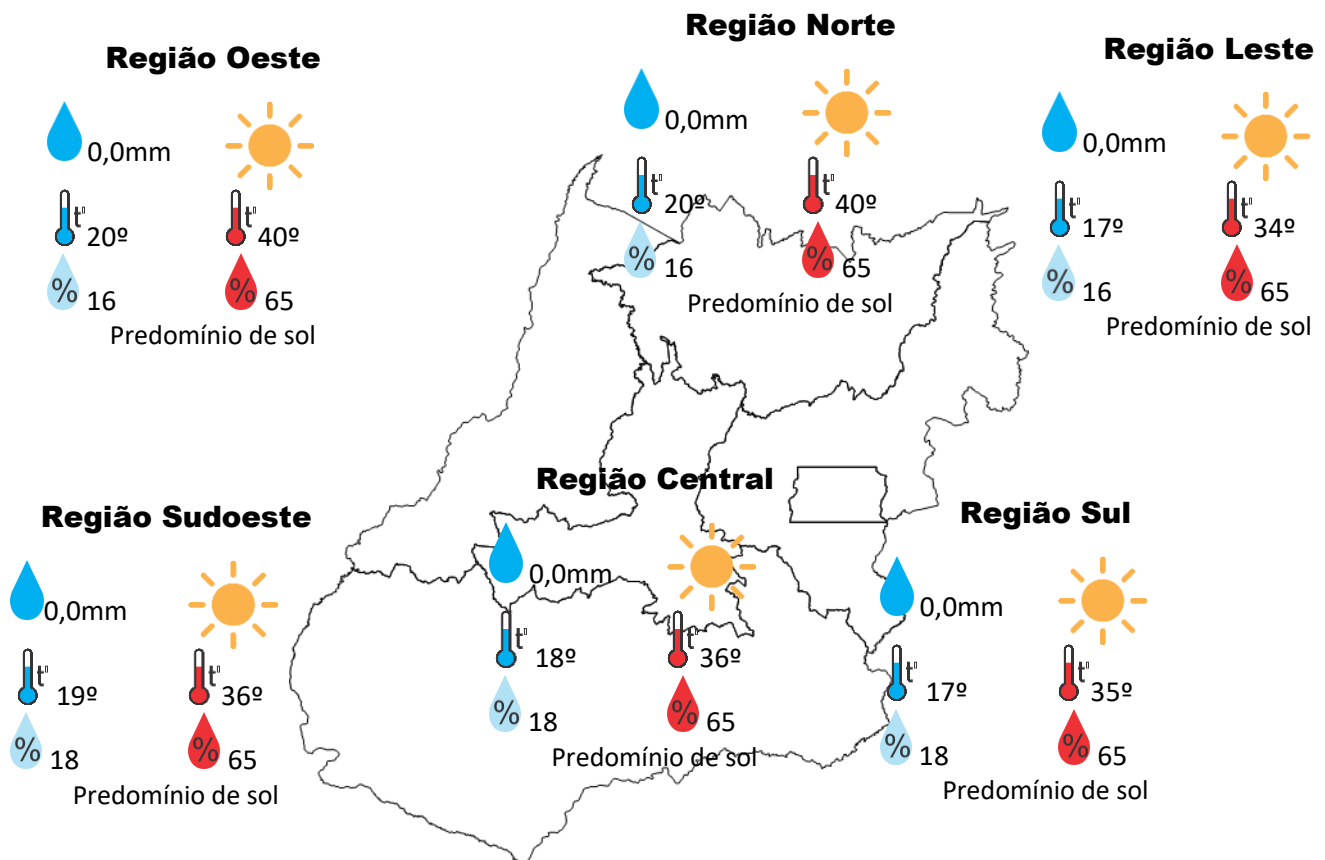 Região Oeste
0,0mm
t°
20º
t°
40º
%
16
%
65
Predomínio de sol
Região Norte
0,0mm
t°
20º
t°
40º
%
16
%
65
Predomínio de sol
Região Leste
0,0mm
t°
17º
t°
34º
%
16
%
65
Predomínio de sol
Região Sudoeste
0,0mm
t°
19º
t°
36º
%
18
%
65
Predomínio de sol
Região Central
0,0mm
t°
18º
t°
36º
%
18
%
65
Predomínio de sol
Região Sul
0,0mm
t°
17º
t°
35º
%
18
%
65
Predomínio de sol